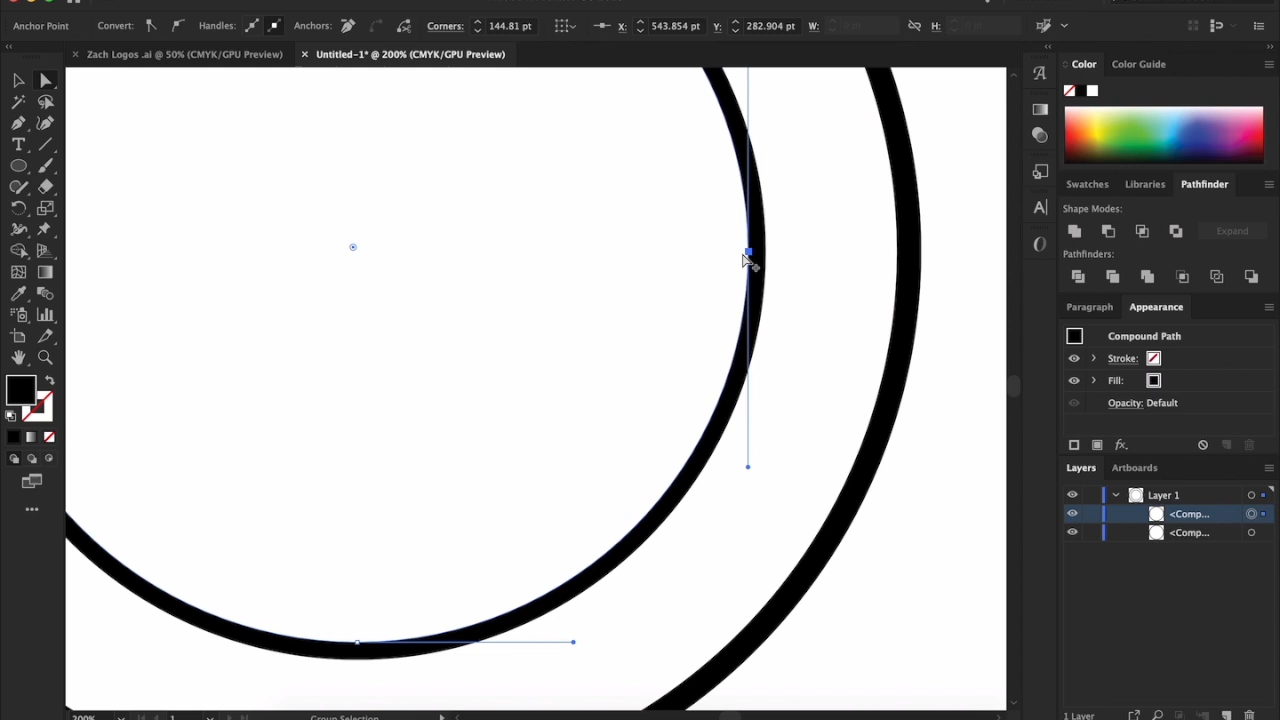 Anchor Point Convert: Handles: Anchors: Corners: 144.81 pt X: 543.854 pt Y: 282.904 pt W: H:
Zach Logos .ai @ 50% (CMYK/GPU Preview) Untitled-1* @ 200% (CMYK/GPU Preview)
Color Color Guide
Swatches Libraries Pathfinder
Shape Modes:
Expand
Pathfinders:
Paragraph Appearance
Compound Path
Stroke:
Fill:
Opacity: Default
fx.
Layers Artboards
Layer 1
<Comp...
<Comp...
200% 1 Group Selection
1 Layer